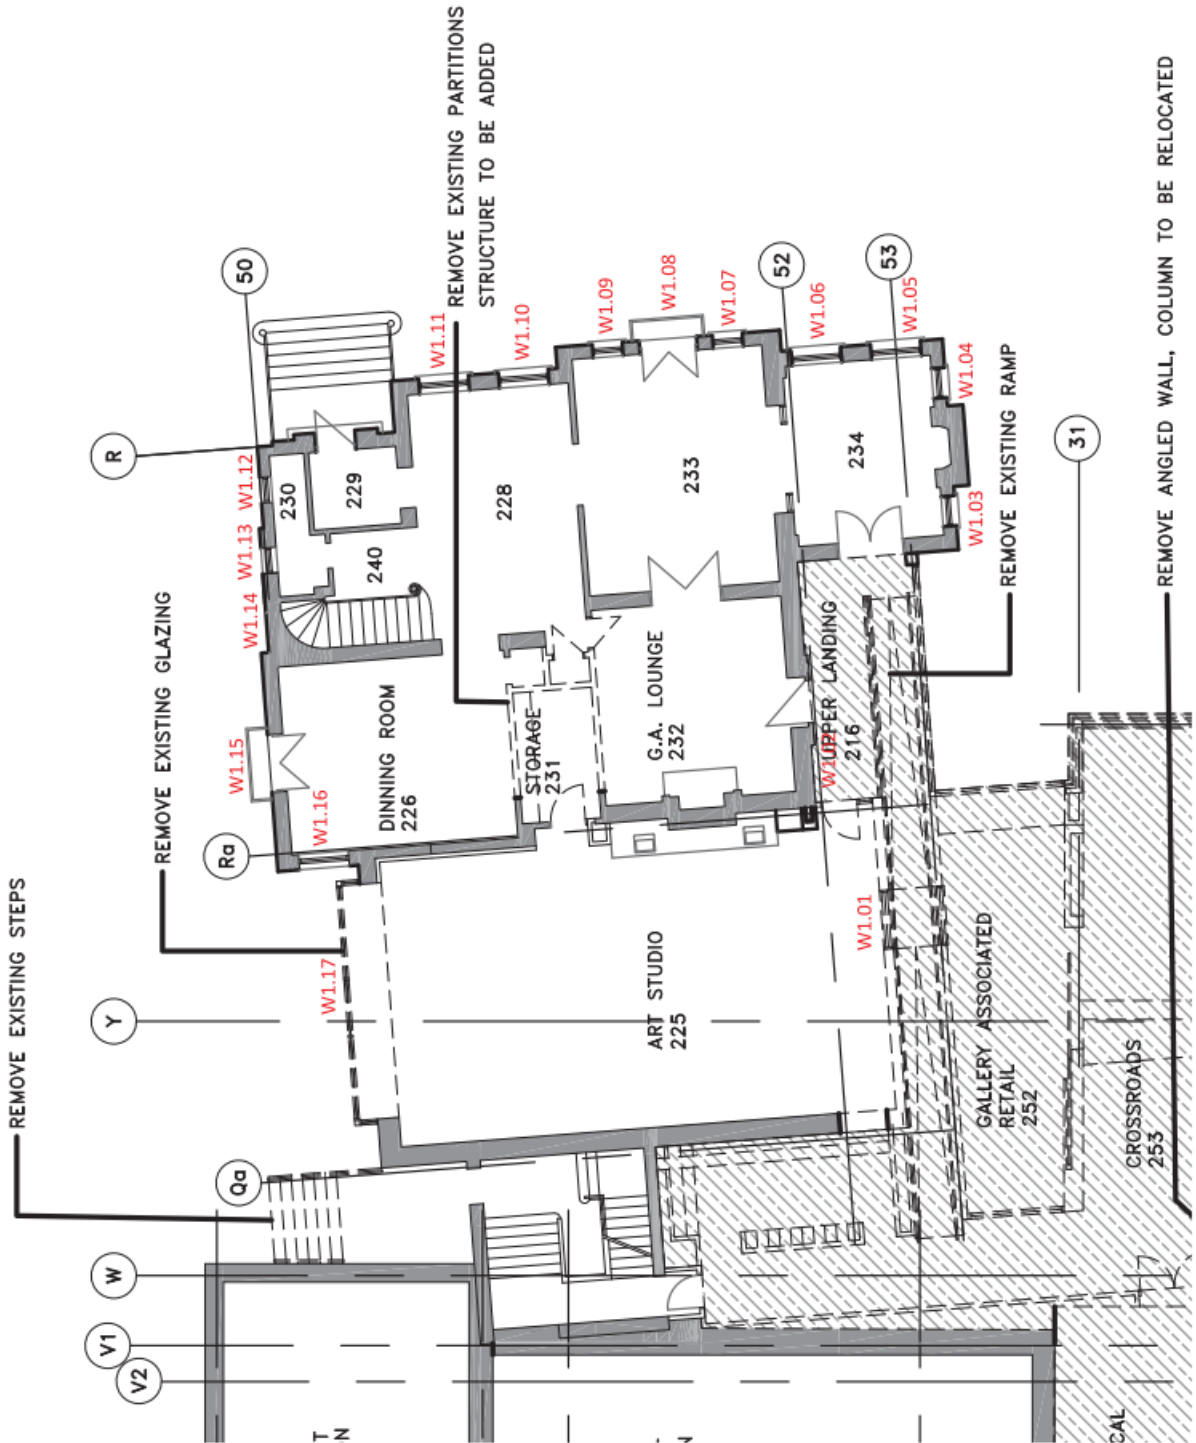 REMOVE EXISTING STEPS
REMOVE EXISTING GLAZING
REMOVE EXISTING PARTITIONS
STRUCTURE TO BE ADDED
REMOVE EXISTING RAMP
REMOVE ANGLED WALL, COLUMN TO BE RELOCATED
50
52
53
31
R
Ra
Y
Qa
W
V1
V2
W1.01
W1.03
W1.04
W1.05
W1.06
W1.07
W1.08
W1.09
W1.10
W1.11
W1.12
W1.13
W1.14
W1.15
W1.16
W1.17
230
229
240
228
233
234
DINNING ROOM
226
STORAGE
231
G.A. LOUNGE
232
UPPER LANDING
216
ART STUDIO
225
GALLERY ASSOCIATED
RETAIL
252
CROSSROADS
253
T
N
N
CAL